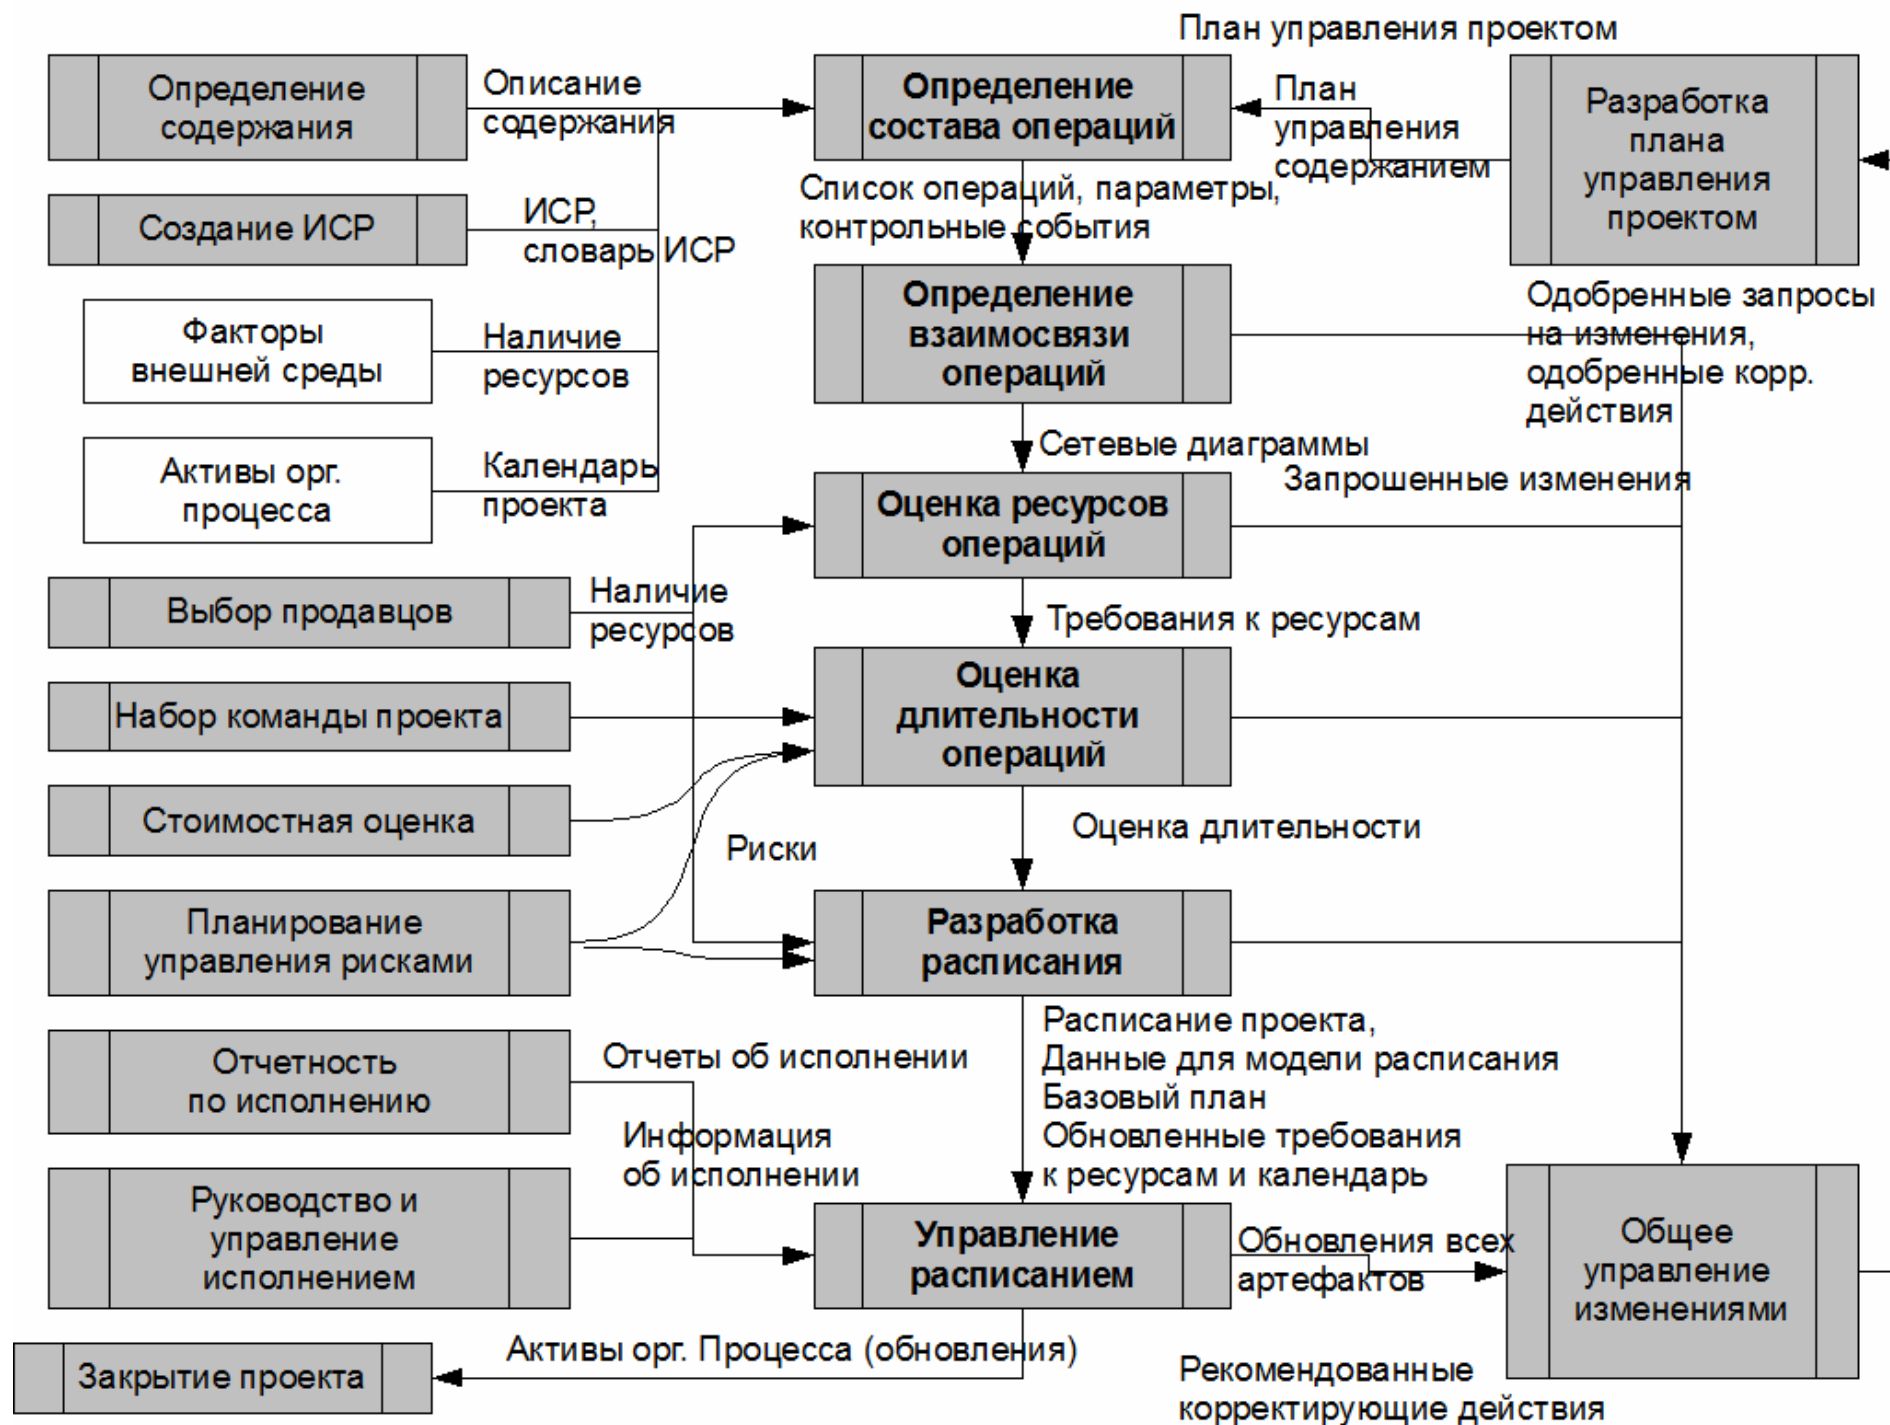 План управления проектом
Определение
содержания
Описание
содержания
Определение
состава операций
План
управления
содержанием
Разработка
плана
управления
проектом
Список операций, параметры,
контрольные события
Создание ИСР
ИСР,
словарь ИСР
Определение
взаимосвязи
операций
Одобренные запросы
на изменения,
одобренные корр.
действия
Факторы
внешней среды
Наличие
ресурсов
Сетевые диаграммы
Запрошенные изменения
Активы орг.
процесса
Календарь
проекта
Оценка ресурсов
операций
Выбор продавцов
Наличие
ресурсов
Требования к ресурсам
Набор команды проекта
Оценка
длительности
операций
Стоимостная оценка
Риски
Оценка длительности
Планирование
управления рисками
Разработка
расписания
Отчетность
по исполнению
Отчеты об исполнении
Расписание проекта,
Данные для модели расписания
Базовый план
Обновленные требования
к ресурсам и календарь
Информация
об исполнении
Руководство и
управление
исполнением
Управление
расписанием
Обновления всех
артефактов
Общее
управление
изменениями
Активы орг. Процесса (обновления)
Закрытие проекта
Рекомендованные
корректирующие действия